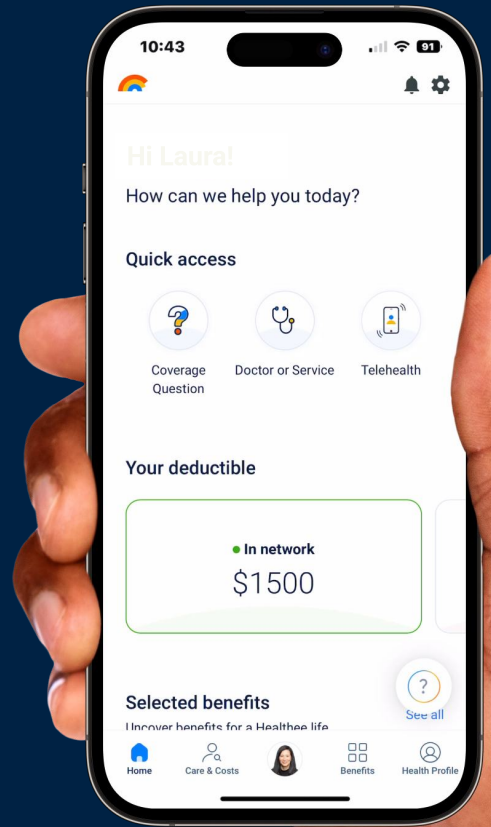 10:43
91
Hi Laura!
How can we help you today?
Quick access
Coverage
Question
Doctor or Service
Telehealth
Your deductible
In network
$1500
?
Selected benefits
See all
Uncover benefits for a Healthee life
Home
Care & Costs
Benefits
Health Profile